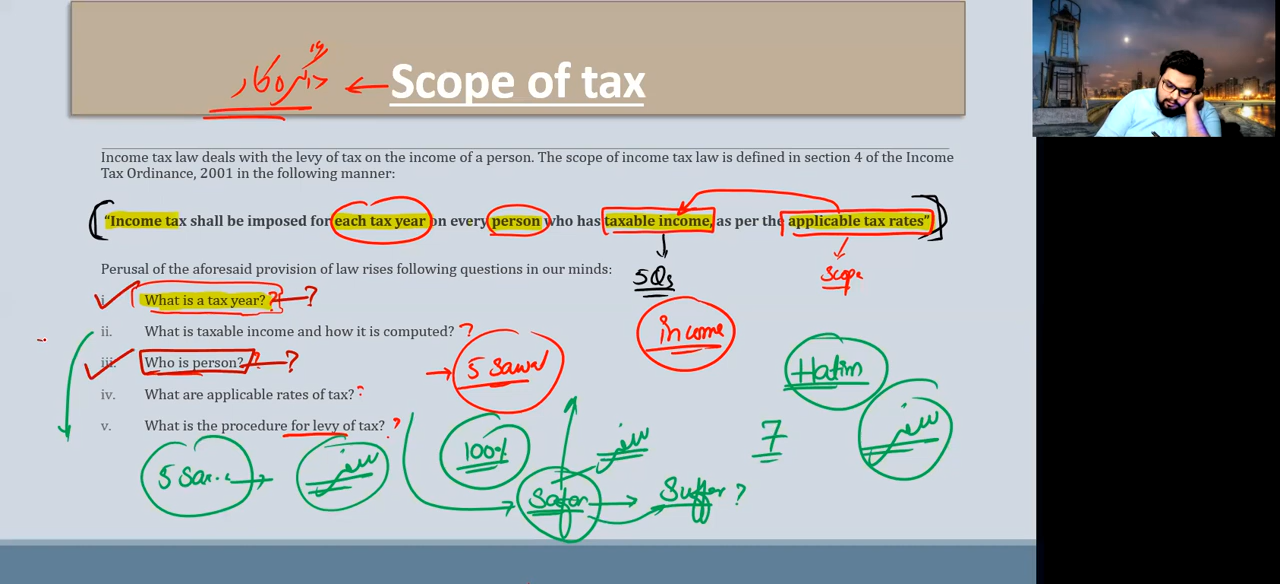 دائرہ کار
Scope of tax
Income tax law deals with the levy of tax on the income of a person. The scope of income tax law is defined in section 4 of the Income
Tax Ordinance, 2001 in the following manner:
“Income tax shall be imposed for each tax year on every person who has taxable income, as per the applicable tax rates”
Perusal of the aforesaid provision of law rises following questions in our minds:
5Qs
Scope
i. What is a tax year? ?
income
ii. What is taxable income and how it is computed? ?
iii. Who is person? ?
5 Sawal
Hatim
iv. What are applicable rates of tax? ?
v. What is the procedure for levy of tax? ?
100%
سفر
7
سفر
سفر
Safar
Suffer?